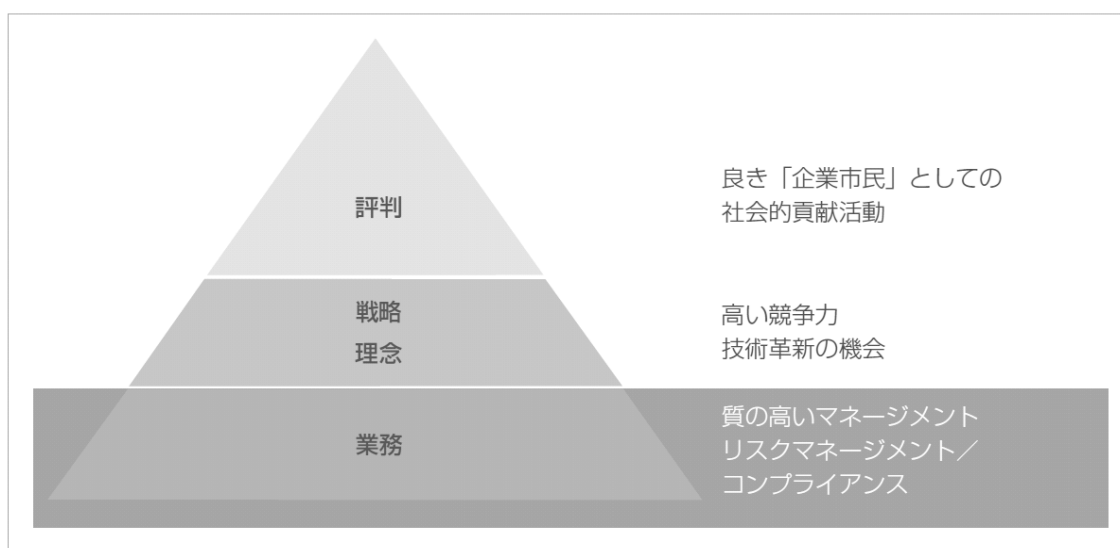 評判
良き「企業市民」としての
社会的貢献活動
戦略
理念
高い競争力
技術革新の機会
業務
質の高いマネージメント
リスクマネージメント／
コンプライアンス